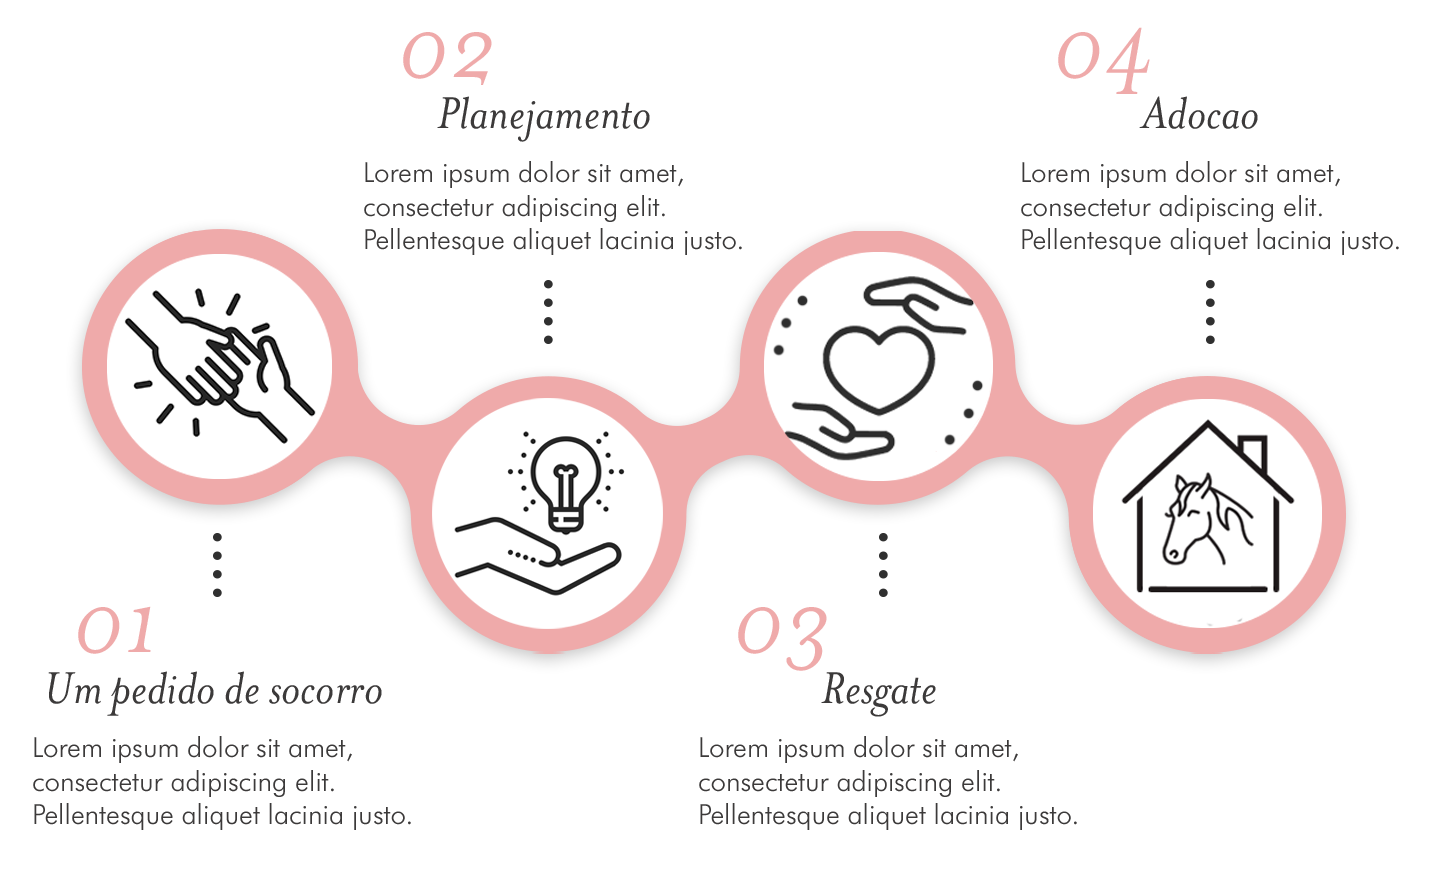 01
Um pedido de socorro
Lorem ipsum dolor sit amet,
consectetur adipiscing elit.
Pellentesque aliquet lacinia justo.
02
Planejamento
Lorem ipsum dolor sit amet,
consectetur adipiscing elit.
Pellentesque aliquet lacinia justo.
03
Resgate
Lorem ipsum dolor sit amet,
consectetur adipiscing elit.
Pellentesque aliquet lacinia justo.
04
Adocao
Lorem ipsum dolor sit amet,
consectetur adipiscing elit.
Pellentesque aliquet lacinia justo.